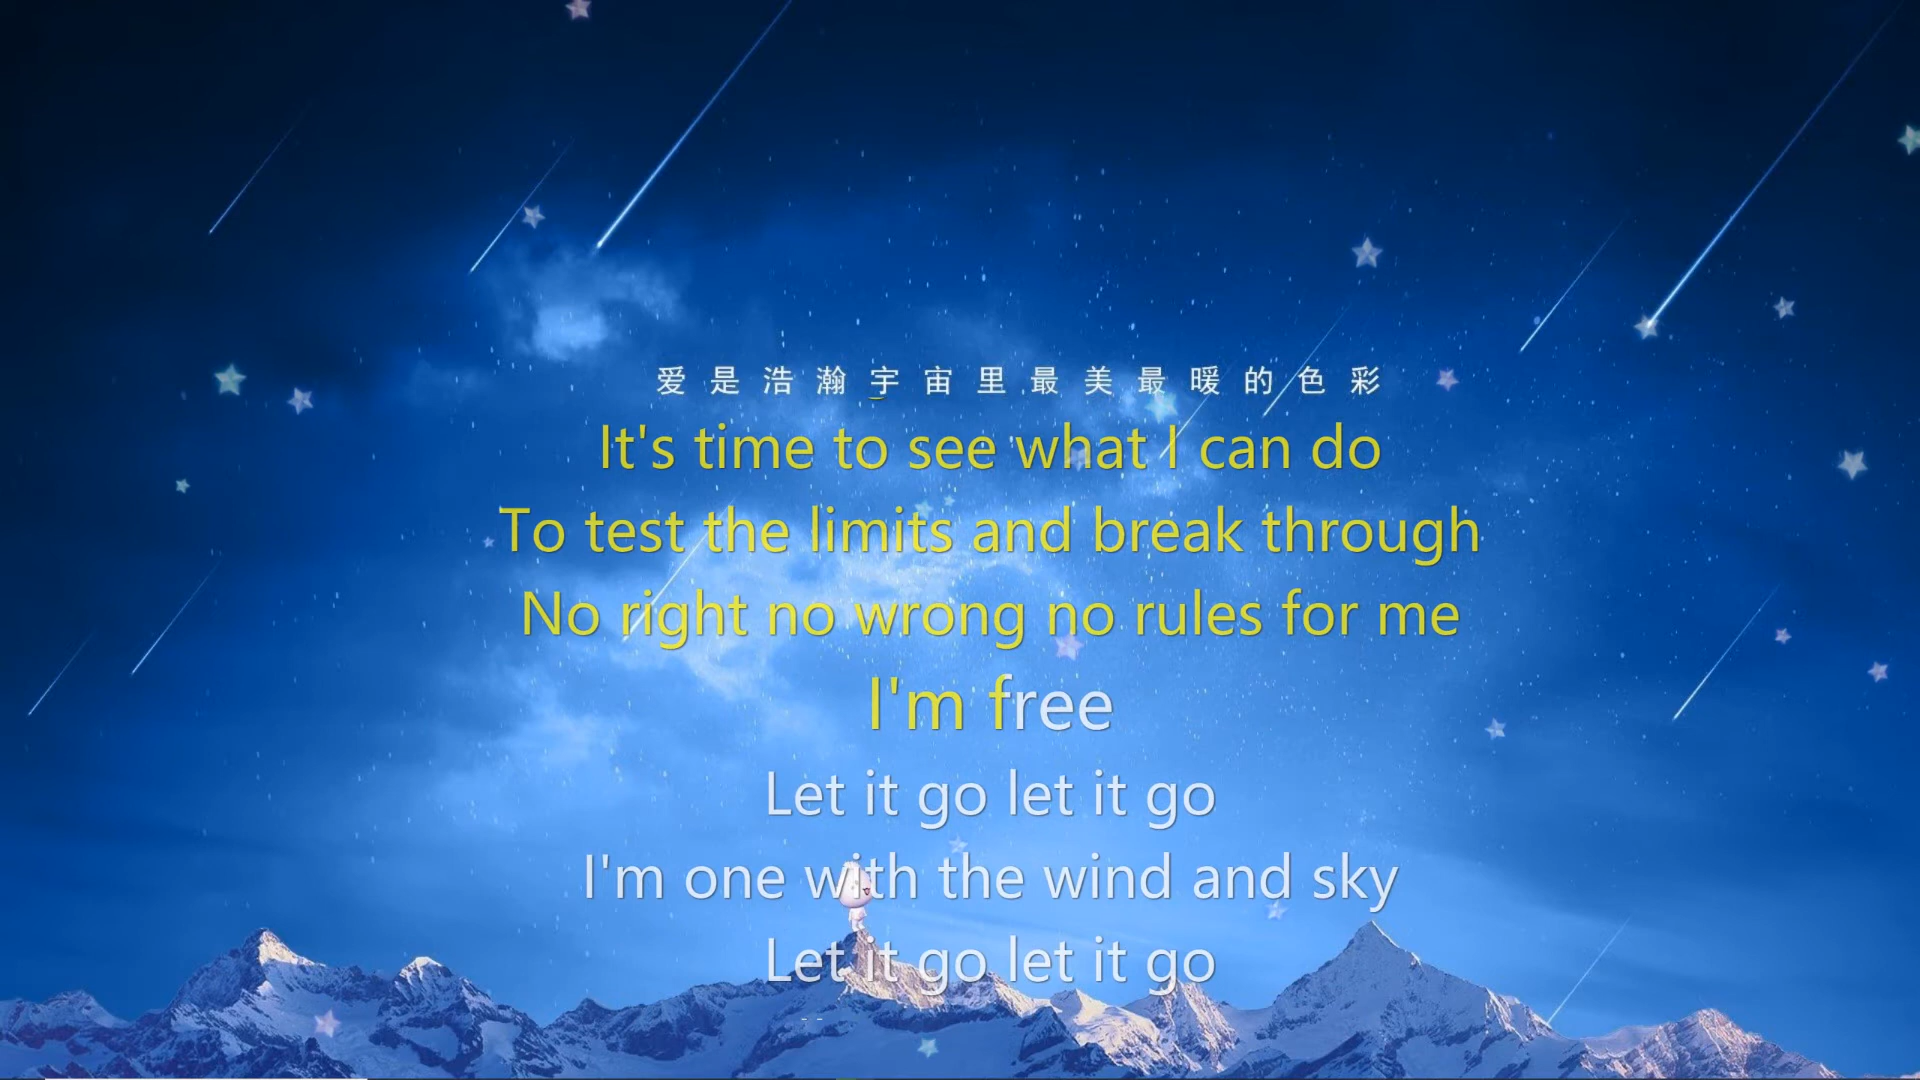 爱是浩瀚宇宙里最美最暖的色彩
It's time to see what I can do
To test the limits and break through
No right no wrong no rules for me
I'm free
Let it go let it go
I'm one with the wind and sky
Let it go let it go